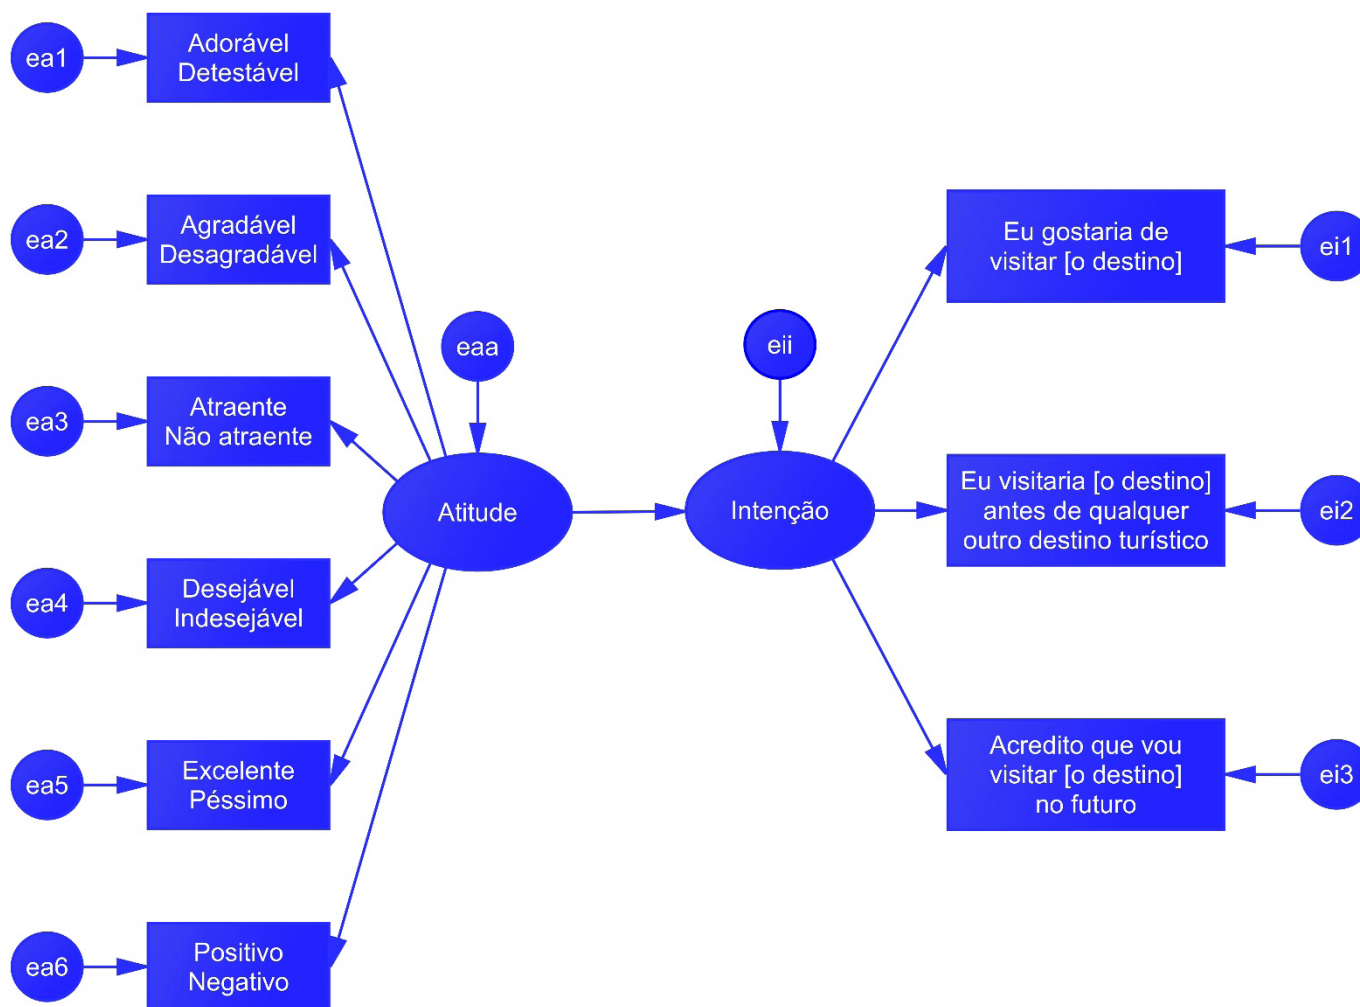 ea1
Adorável
Detestável
ea2
Agradável
Desagradável
ea3
Atraente
Não atraente
ea4
Desejável
Indesejável
ea5
Excelente
Péssimo
ea6
Positivo
Negativo
eaa
Atitude
eii
Intenção
Eu gostaria de
visitar [o destino]
ei1
Eu visitaria [o destino]
antes de qualquer
outro destino turístico
ei2
Acredito que vou
visitar [o destino]
no futuro
ei3